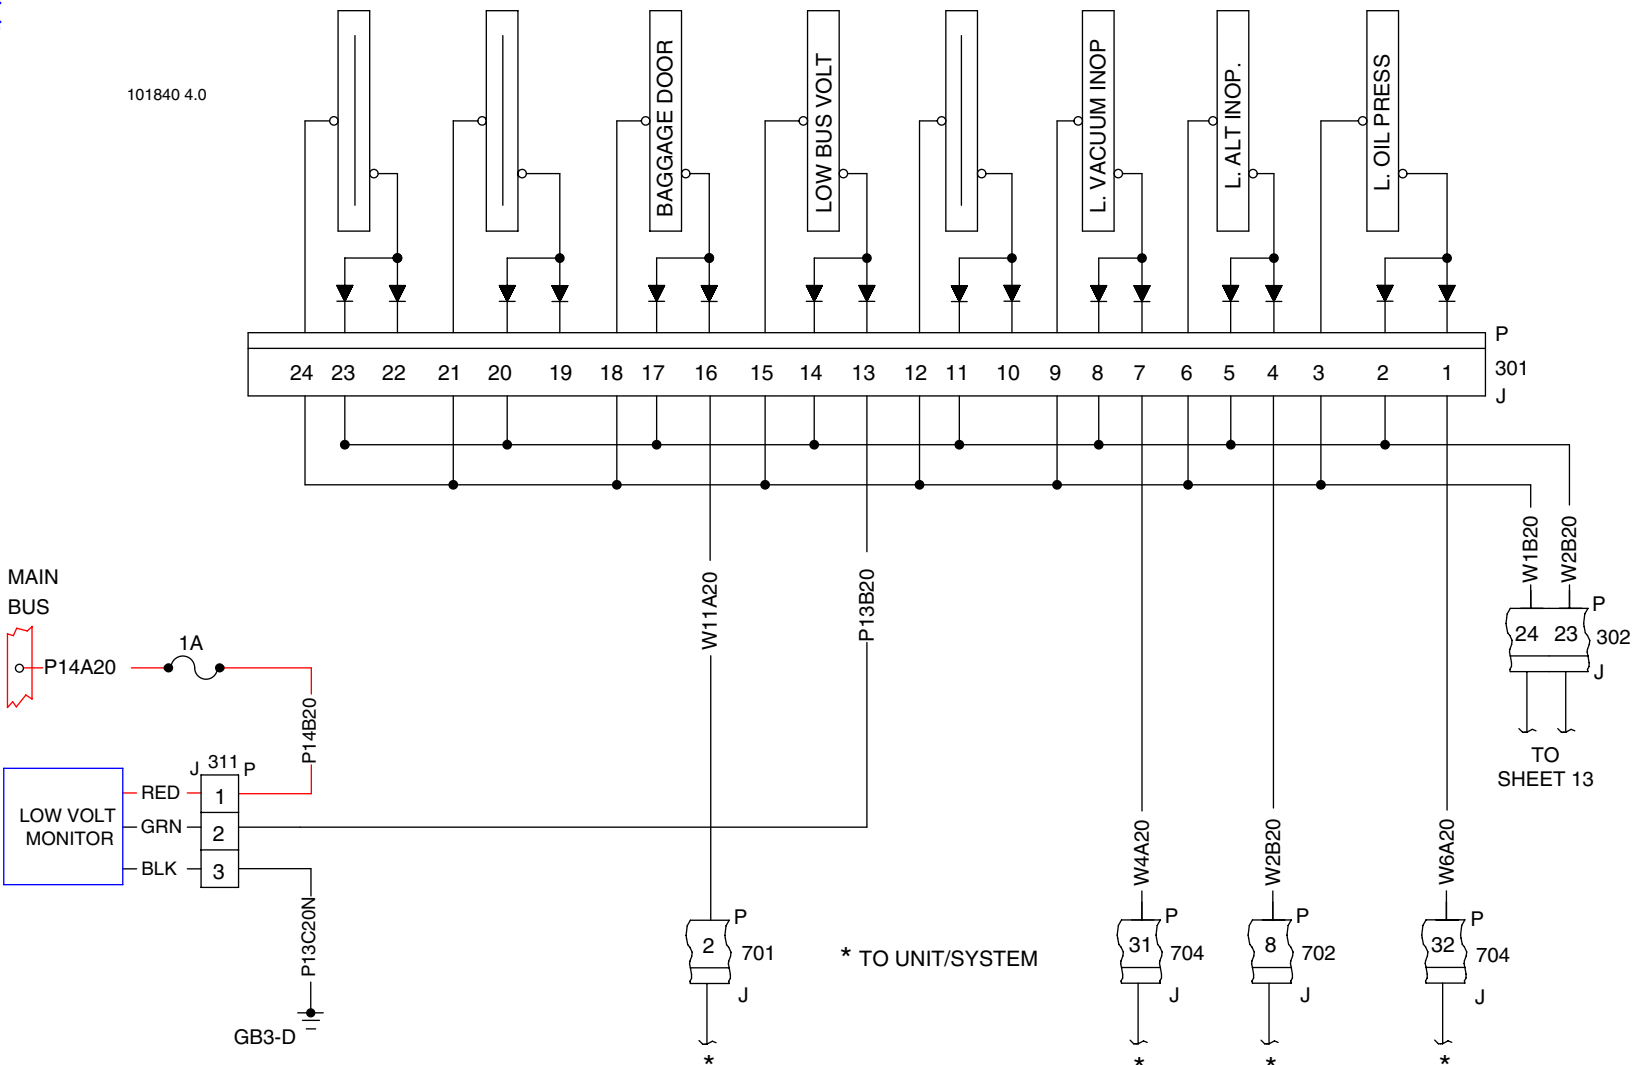 101840 4.0
BAGGAGE DOOR
LOW BUS VOLT
L. VACUUM INOP
L. ALT INOP.
L. OIL PRESS
P
24 23 22 21 20 19 18 17 16 15 14 13 12 11 10 9 8 7 6 5 4 3 2 1
301
J
W1B20
W2B20
P
24 23
302
J
TO
SHEET 13
W11A20
P13B20
MAIN
BUS
1A
P14A20
P14B20
J 311 P
LOW VOLT
MONITOR
RED 1
GRN 2
BLK 3
P13C20N
GB3-D
W4A20
W2B20
W6A20
P
2
701
J
*
* TO UNIT/SYSTEM
P
31
704
J
*
P
8
702
J
*
P
32
704
J
*